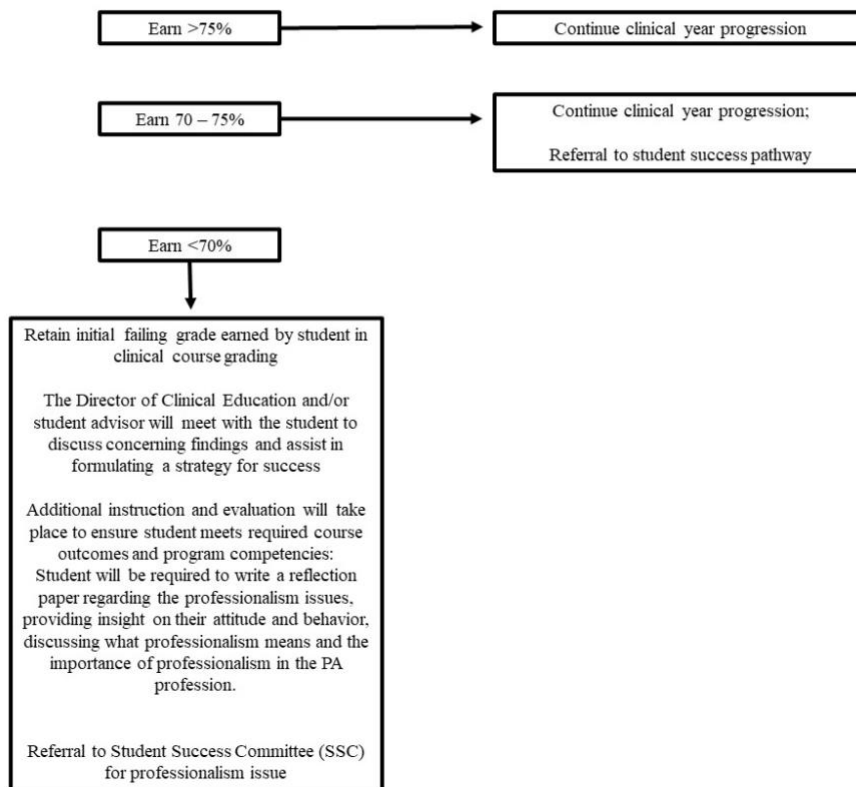 Earn >75%
Continue clinical year progression
Earn 70 – 75%
Continue clinical year progression;
Referral to student success pathway
Earn <70%
Retain initial failing grade earned by student in
clinical course grading
The Director of Clinical Education and/or
student advisor will meet with the student to
discuss concerning findings and assist in
formulating a strategy for success
Additional instruction and evaluation will take
place to ensure student meets required course
outcomes and program competencies:
Student will be required to write a reflection
paper regarding the professionalism issues,
providing insight on their attitude and behavior,
discussing what professionalism means and the
importance of professionalism in the PA
profession.
Referral to Student Success Committee (SSC)
for professionalism issue